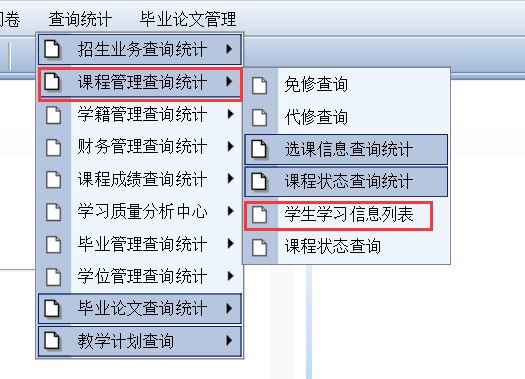 问卷 查询统计 毕业论文管理
招生业务查询统计
课程管理查询统计
学籍管理查询统计
财务管理查询统计
课程成绩查询统计
学习质量分析中心
毕业管理查询统计
学位管理查询统计
毕业论文查询统计
教学计划查询
免修查询
代修查询
选课信息查询统计
课程状态查询统计
学生学习信息列表
课程状态查询